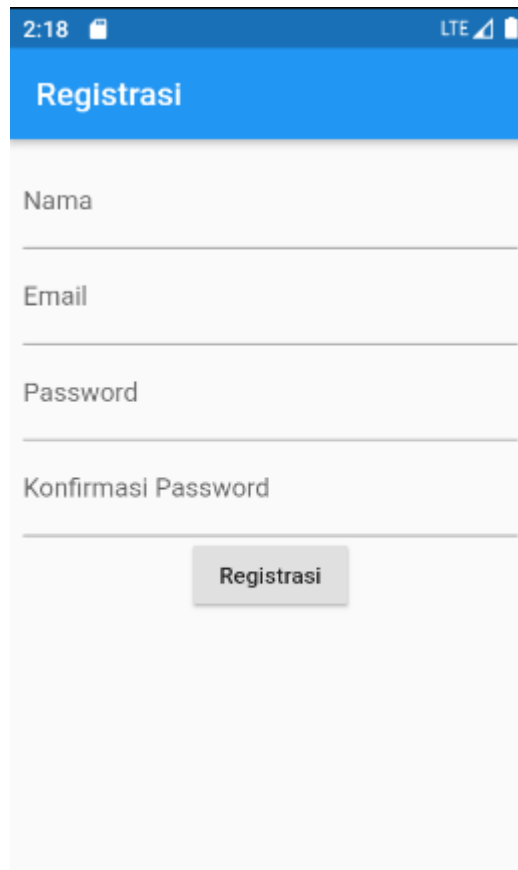 2:18 LTE
Registrasi
Nama
Email
Password
Konfirmasi Password
Registrasi